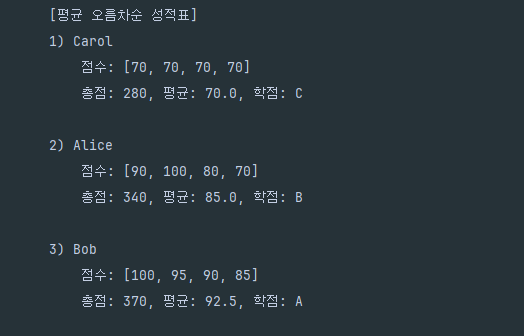 [평균 오름차순 성적표]
1) Carol
점수: [70, 70, 70, 70]
총점: 280, 평균: 70.0, 학점: C
2) Alice
점수: [90, 100, 80, 70]
총점: 340, 평균: 85.0, 학점: B
3) Bob
점수: [100, 95, 90, 85]
총점: 370, 평균: 92.5, 학점: A